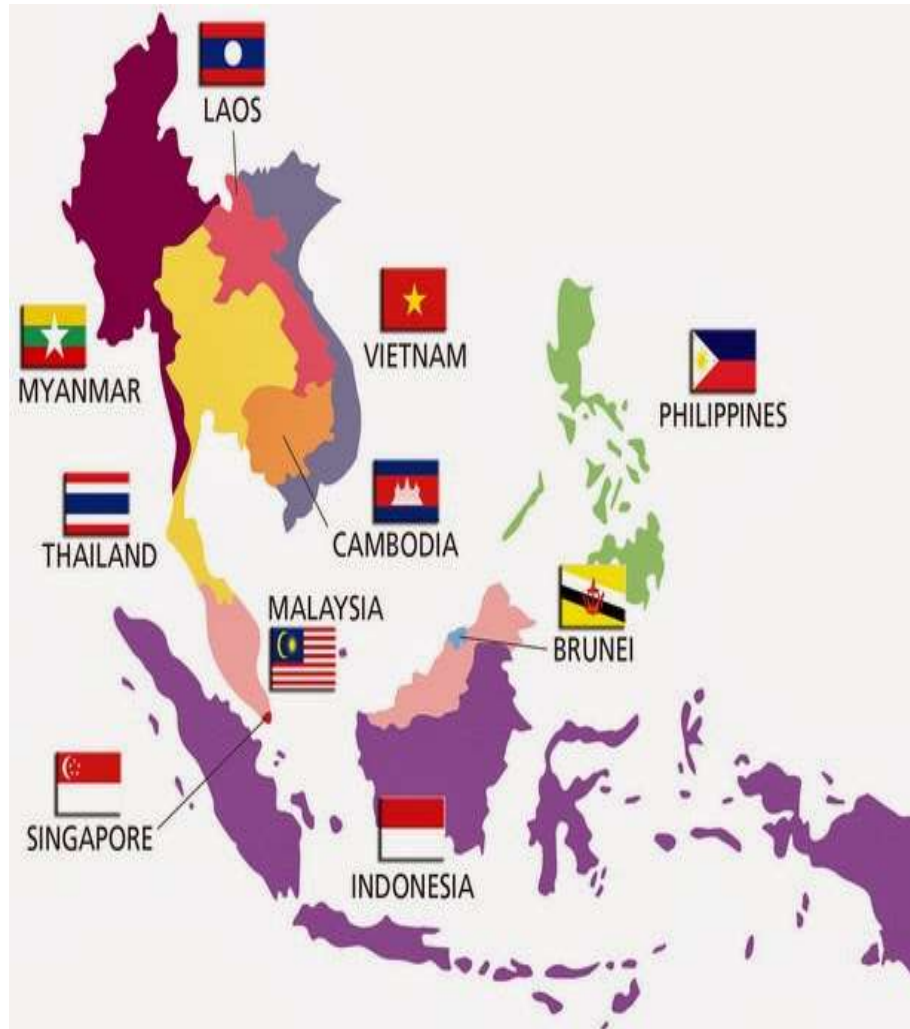 LAOS
VIETNAM
MYANMAR
PHILIPPINES
CAMBODIA
THAILAND
MALAYSIA
BRUNEI
SINGAPORE
INDONESIA